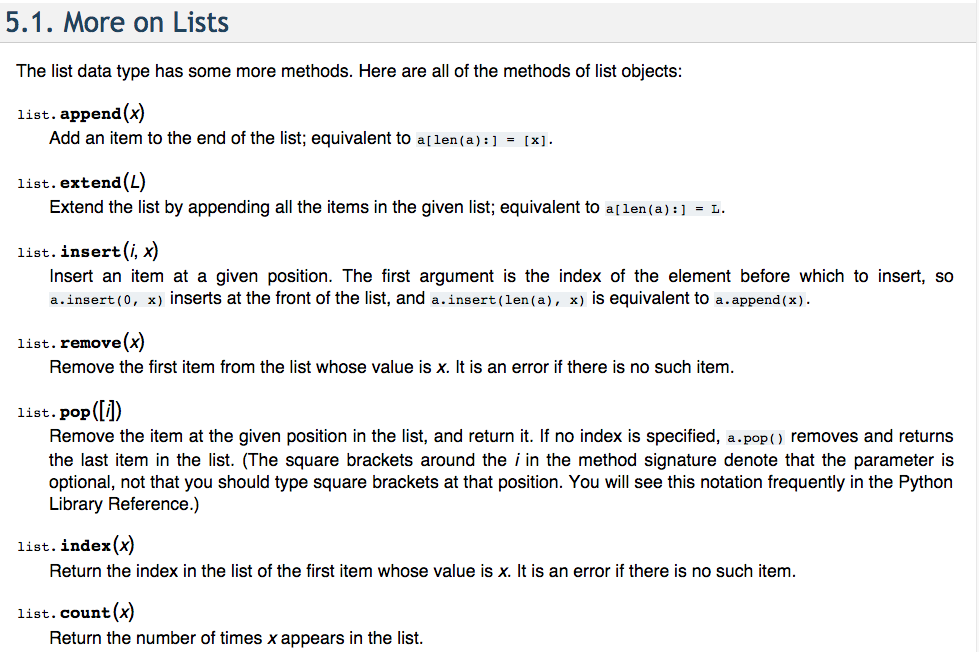 5.1. More on Lists
The list data type has some more methods. Here are all of the methods of list objects:
list.append(x)
Add an item to the end of the list; equivalent to a[len(a):] = [x].
list.extend(L)
Extend the list by appending all the items in the given list; equivalent to a[len(a):] = L.
list.insert(i, x)
Insert an item at a given position. The first argument is the index of the element before which to insert, so
a.insert(0, x) inserts at the front of the list, and a.insert(len(a), x) is equivalent to a.append(x).
list.remove(x)
Remove the first item from the list whose value is x. It is an error if there is no such item.
list.pop([i])
Remove the item at the given position in the list, and return it. If no index is specified, a.pop() removes and returns
the last item in the list. (The square brackets around the i in the method signature denote that the parameter is
optional, not that you should type square brackets at that position. You will see this notation frequently in the Python
Library Reference.)
list.index(x)
Return the index in the list of the first item whose value is x. It is an error if there is no such item.
list.count(x)
Return the number of times x appears in the list.